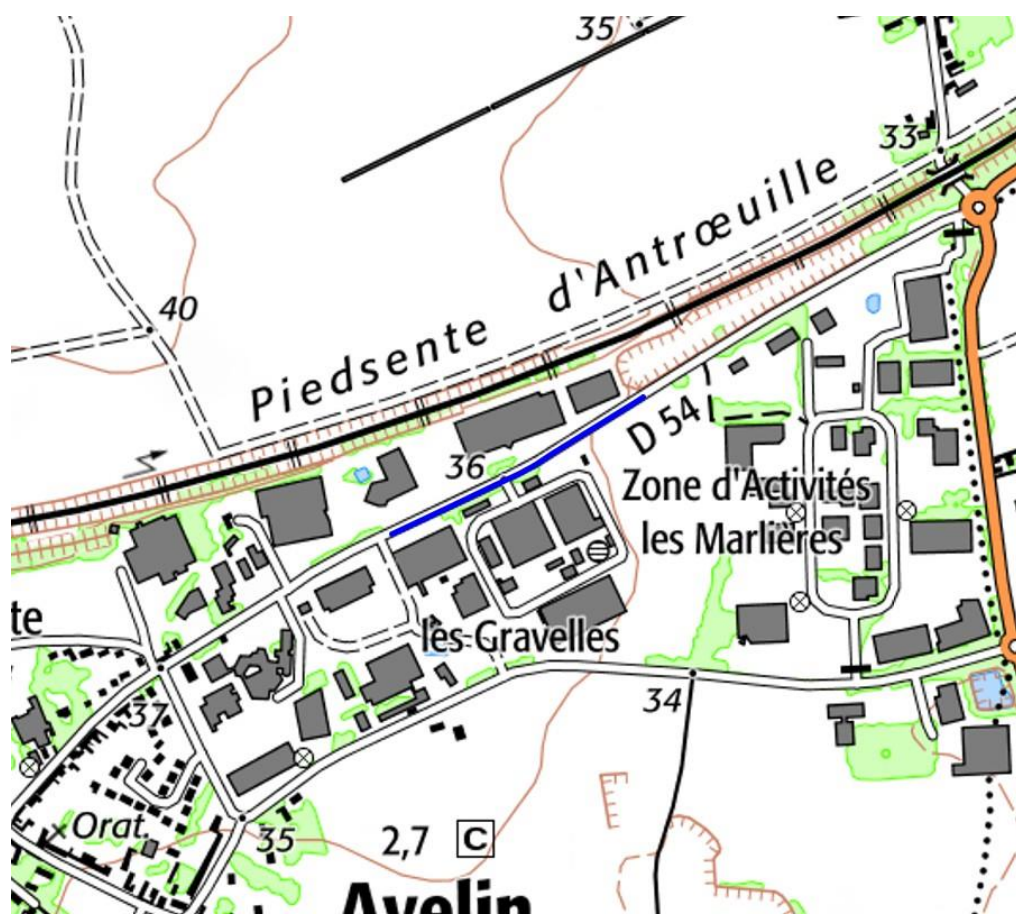 35
33
40
Piedsente d'Antrœuille
D 54
36
Zone d'Activités
les Marlières
te
les Gravelles
34
37
Orat.
35
2,7 C
Avelin